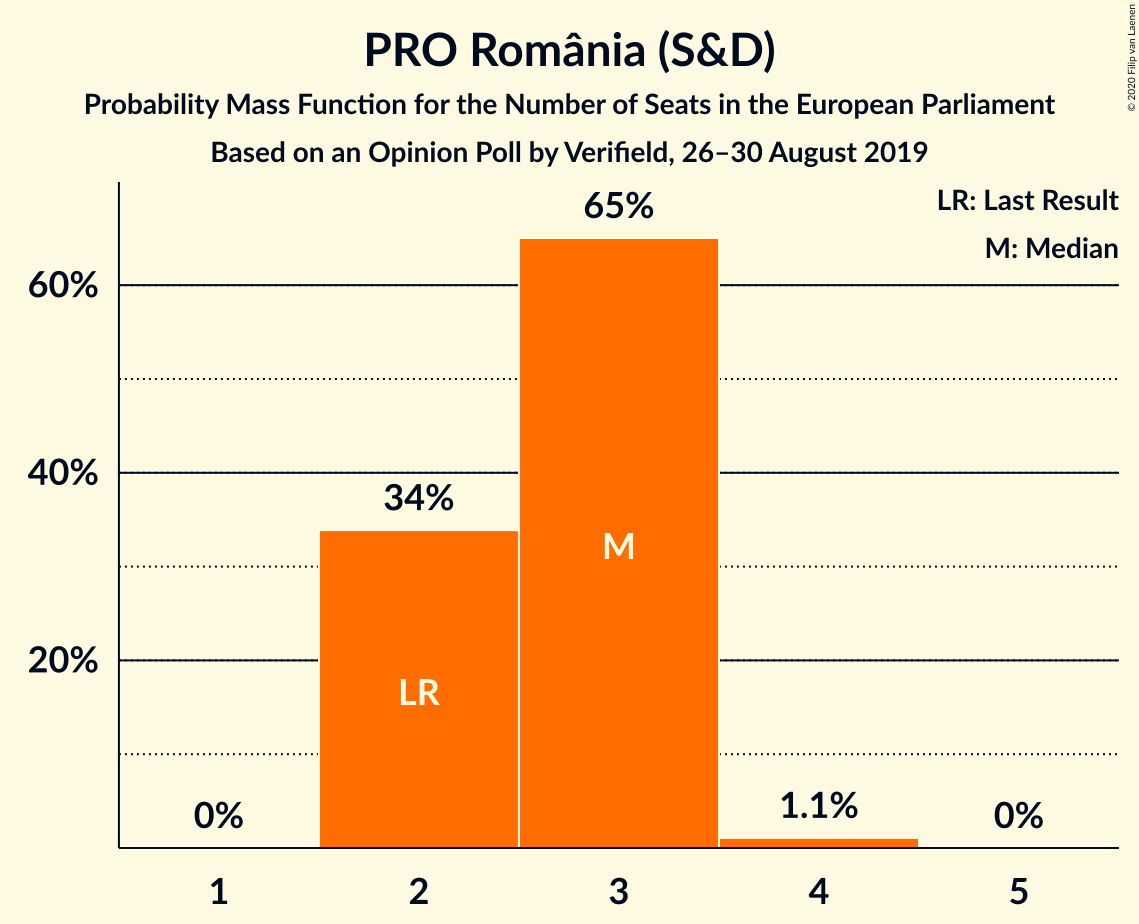 PRO România (S&D)
Probability Mass Function for the Number of Seats in the European Parliament
Based on an Opinion Poll by Verifield, 26–30 August 2019
© 2020 Filip van Laenen
LR: Last Result
M: Median
65%
60%
40%
34%
M
20%
LR
0%
1.1%
0%
1
2
3
4
5